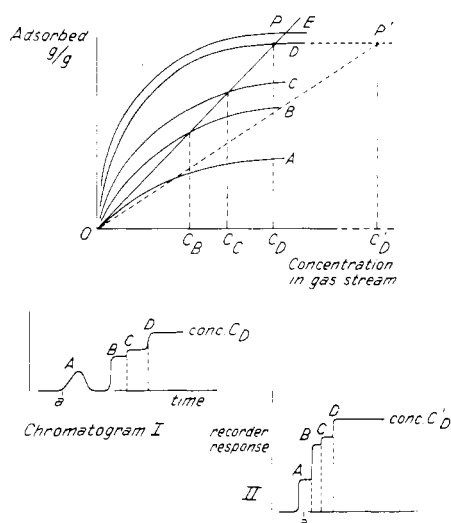 Adsorbed
g/g
P E
P'
D
C
B
A
O
C_B C_C C_D C'_D
Concentration
in gas stream
A B C D conc. C_D
a time
Chromatogram I
recorder
response
II
A B C D conc. C'_D
a